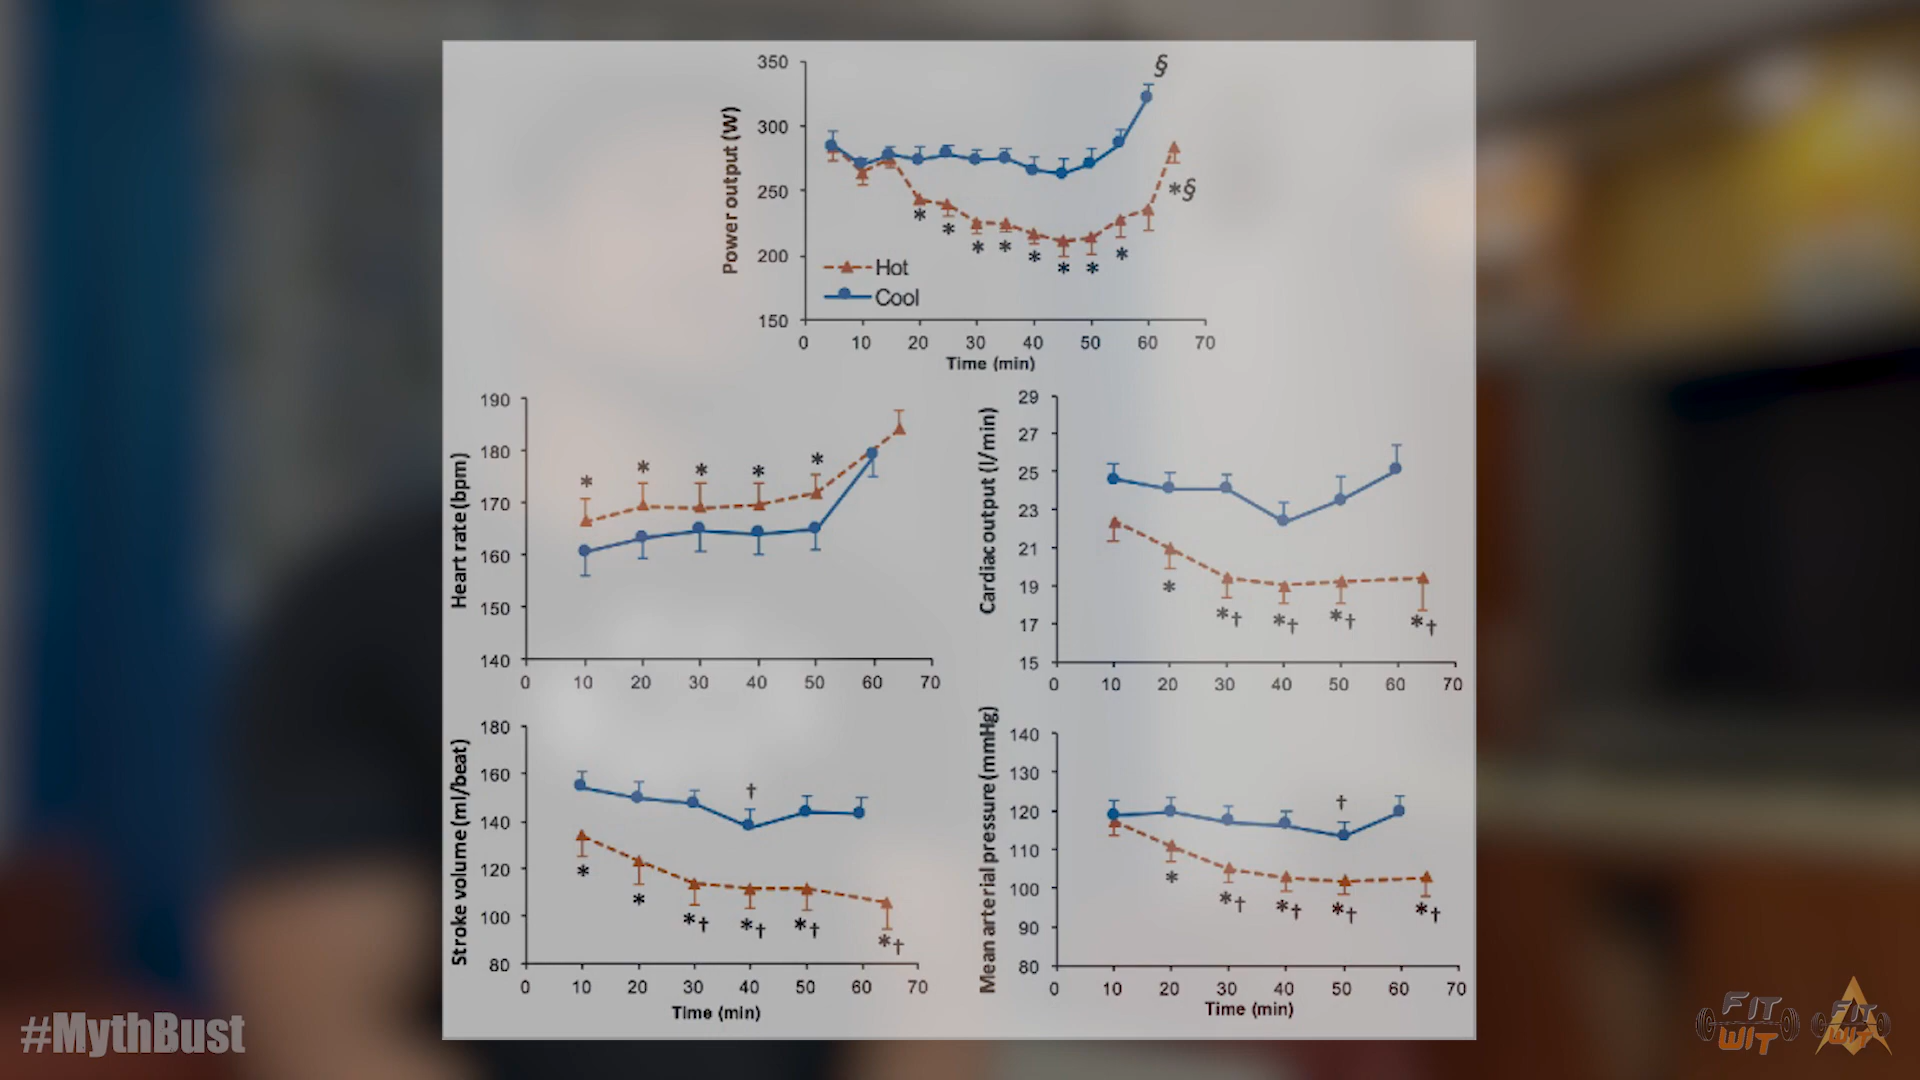 350
300
250
200
150
Power output (W)
§
*§
* * * * * * * *
Hot
Cool
0 10 20 30 40 50 60 70
Time (min)
190
180
170
160
150
140
Heart rate (bpm)
* * * * *
0 10 20 30 40 50 60 70
29
27
25
23
21
19
17
15
Cardiac output (l/min)
* *† *† *† *†
0 10 20 30 40 50 60 70
180
160
140
120
100
80
Stroke volume (ml/beat)
†
* * *† *† *† *†
0 10 20 30 40 50 60 70
Time (min)
140
130
120
110
100
90
80
Mean arterial pressure (mmHg)
†
* *† *† *† *†
0 10 20 30 40 50 60 70
Time (min)
#MythBust
FIT
WIT
FIT
WIT